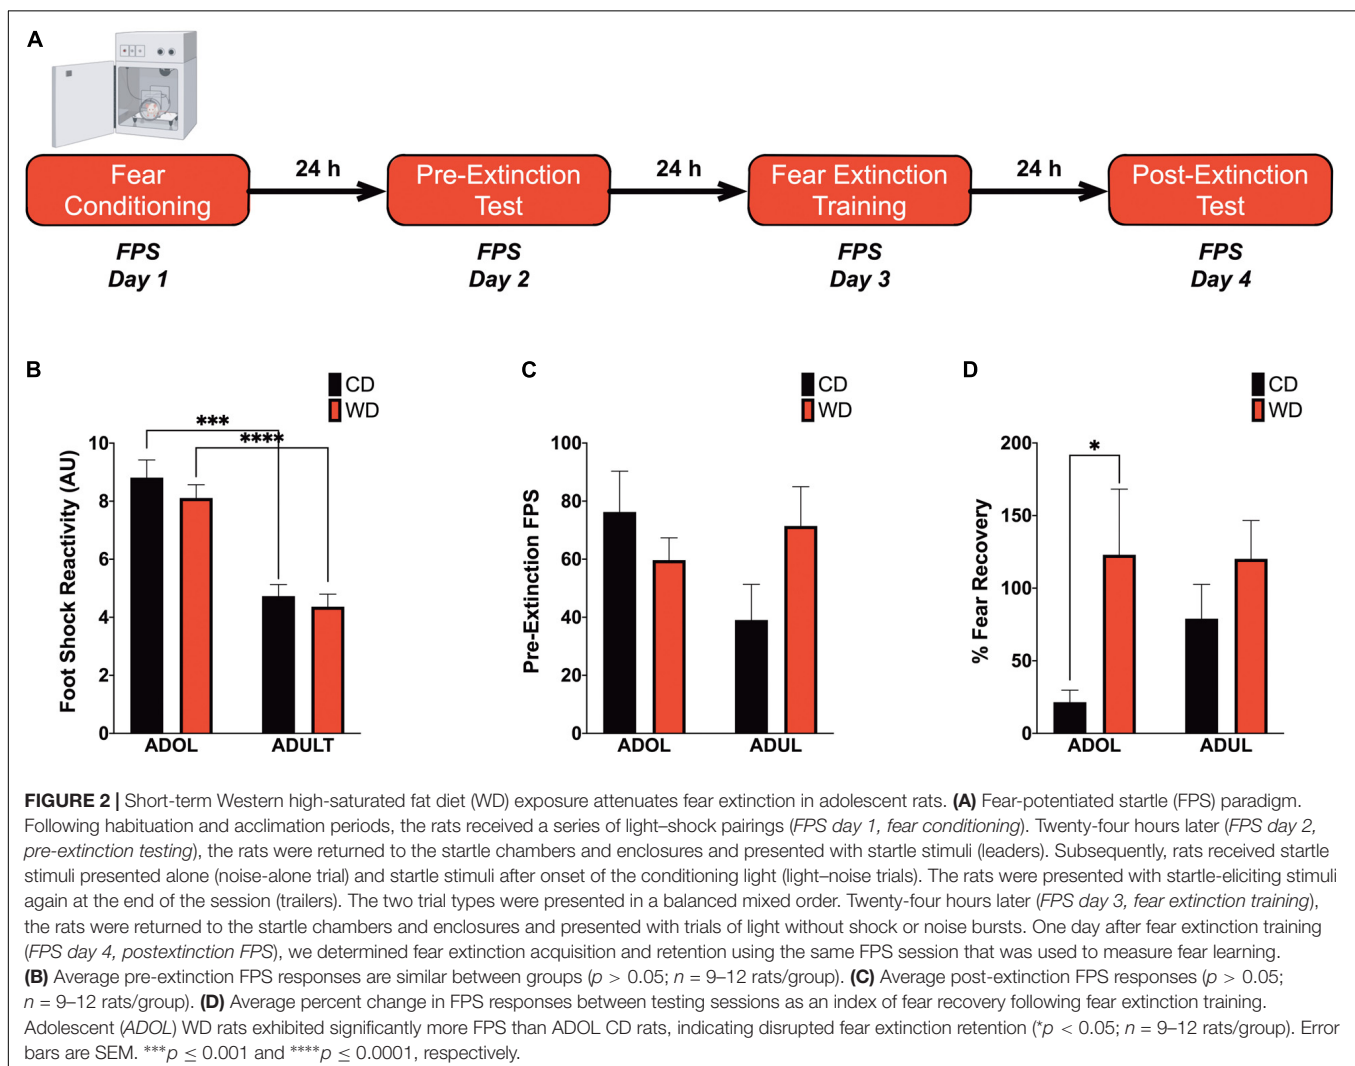 A
Fear
Conditioning
24 h
Pre-Extinction
Test
24 h
Fear Extinction
Training
24 h
Post-Extinction
Test
FPS
Day 1
FPS
Day 2
FPS
Day 3
FPS
Day 4
B
CD
WD
***
****
Foot Shock Reactivity (AU)
10
8
6
4
2
0
ADOL
ADULT
C
CD
WD
Pre-Extinction FPS
100
80
60
40
20
0
ADOL
ADUL
D
CD
WD
*
% Fear Recovery
200
150
100
50
0
ADOL
ADUL
FIGURE 2 | Short-term Western high-saturated fat diet (WD) exposure attenuates fear extinction in adolescent rats. (A) Fear-potentiated startle (FPS) paradigm.
Following habituation and acclimation periods, the rats received a series of light–shock pairings (FPS day 1, fear conditioning). Twenty-four hours later (FPS day 2,
pre-extinction testing), the rats were returned to the startle chambers and enclosures and presented with startle stimuli (leaders). Subsequently, rats received startle
stimuli presented alone (noise-alone trial) and startle stimuli after onset of the conditioning light (light–noise trials). The rats were presented with startle-eliciting stimuli
again at the end of the session (trailers). The two trial types were presented in a balanced mixed order. Twenty-four hours later (FPS day 3, fear extinction training),
the rats were returned to the startle chambers and enclosures and presented with trials of light without shock or noise bursts. One day after fear extinction training
(FPS day 4, postextinction FPS), we determined fear extinction acquisition and retention using the same FPS session that was used to measure fear learning.
(B) Average pre-extinction FPS responses are similar between groups (p > 0.05; n = 9–12 rats/group). (C) Average post-extinction FPS responses (p > 0.05;
n = 9–12 rats/group). (D) Average percent change in FPS responses between testing sessions as an index of fear recovery following fear extinction training.
Adolescent (ADOL) WD rats exhibited significantly more FPS than ADOL CD rats, indicating disrupted fear extinction retention (*p < 0.05; n = 9–12 rats/group). Error
bars are SEM. ***p ≤ 0.001 and ****p ≤ 0.0001, respectively.